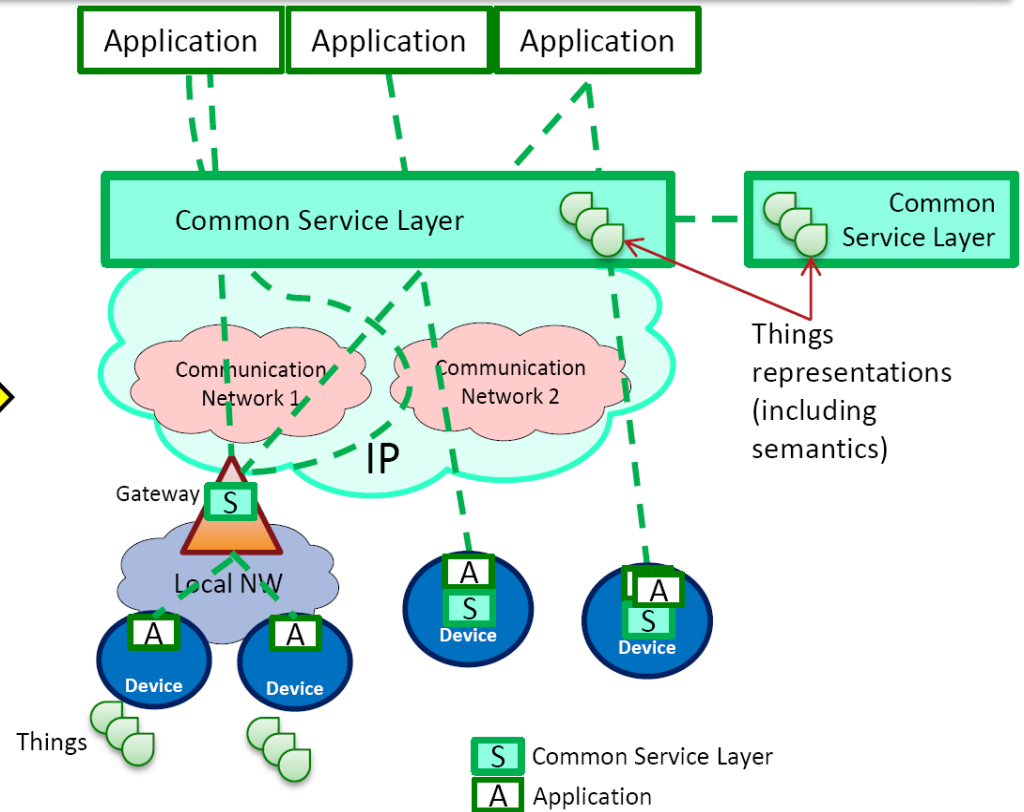 Application
Application
Application
Common Service Layer
Common
Service Layer
Things
representations
(including
semantics)
Communication
Network 1
Communication
Network 2
IP
Gateway
S
Local NW
A
Device
A
Device
A
S
Device
A
S
Device
Things
S Common Service Layer
A Application